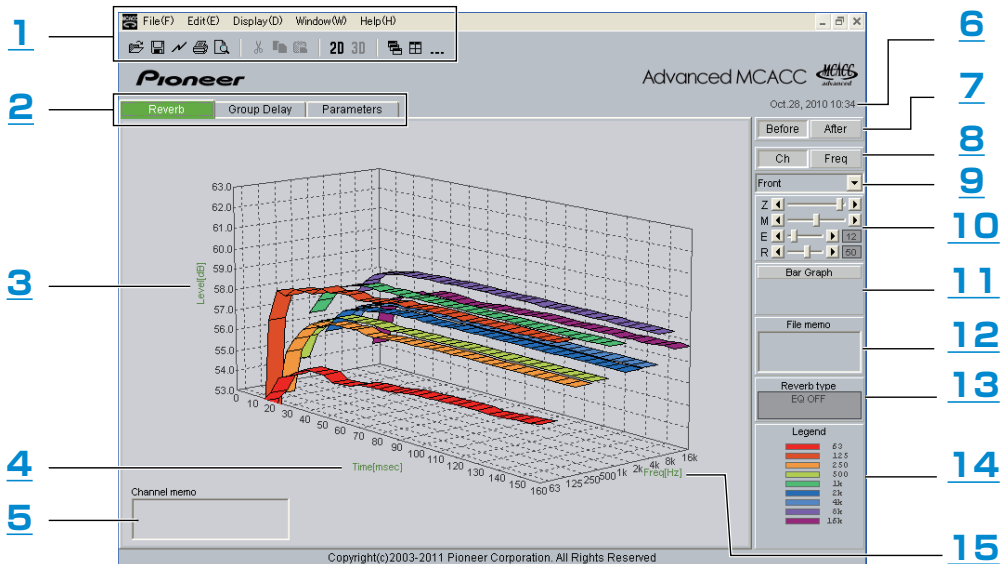 File(F) Edit(E) Display(D) Window(W) Help(H)
2D 3D ...
Pioneer
Advanced MCACC
MCACC
advanced
Oct.28, 2010 10:34
Reverb Group Delay Parameters
Before After
Ch Freq
Front
Z
M
E 12
R 50
Bar Graph
File memo
Reverb type
EQ OFF
Legend
63
125
250
500
1k
2k
4k
8k
16k
Level[dB]
63.0
62.0
61.0
60.0
59.0
58.0
57.0
56.0
55.0
54.0
53.0
0 10 20 30 40 50 60 70 80 90 100 110 120 130 140 150 160
Time[msec]
63 125 250 500 1k 2k 4k 8k 16k
Freq[Hz]
Channel memo
Copyright(c)2003-2011 Pioneer Corporation. All Rights Reserved
1
2
3
4
5
6
7
8
9
10
11
12
13
14
15